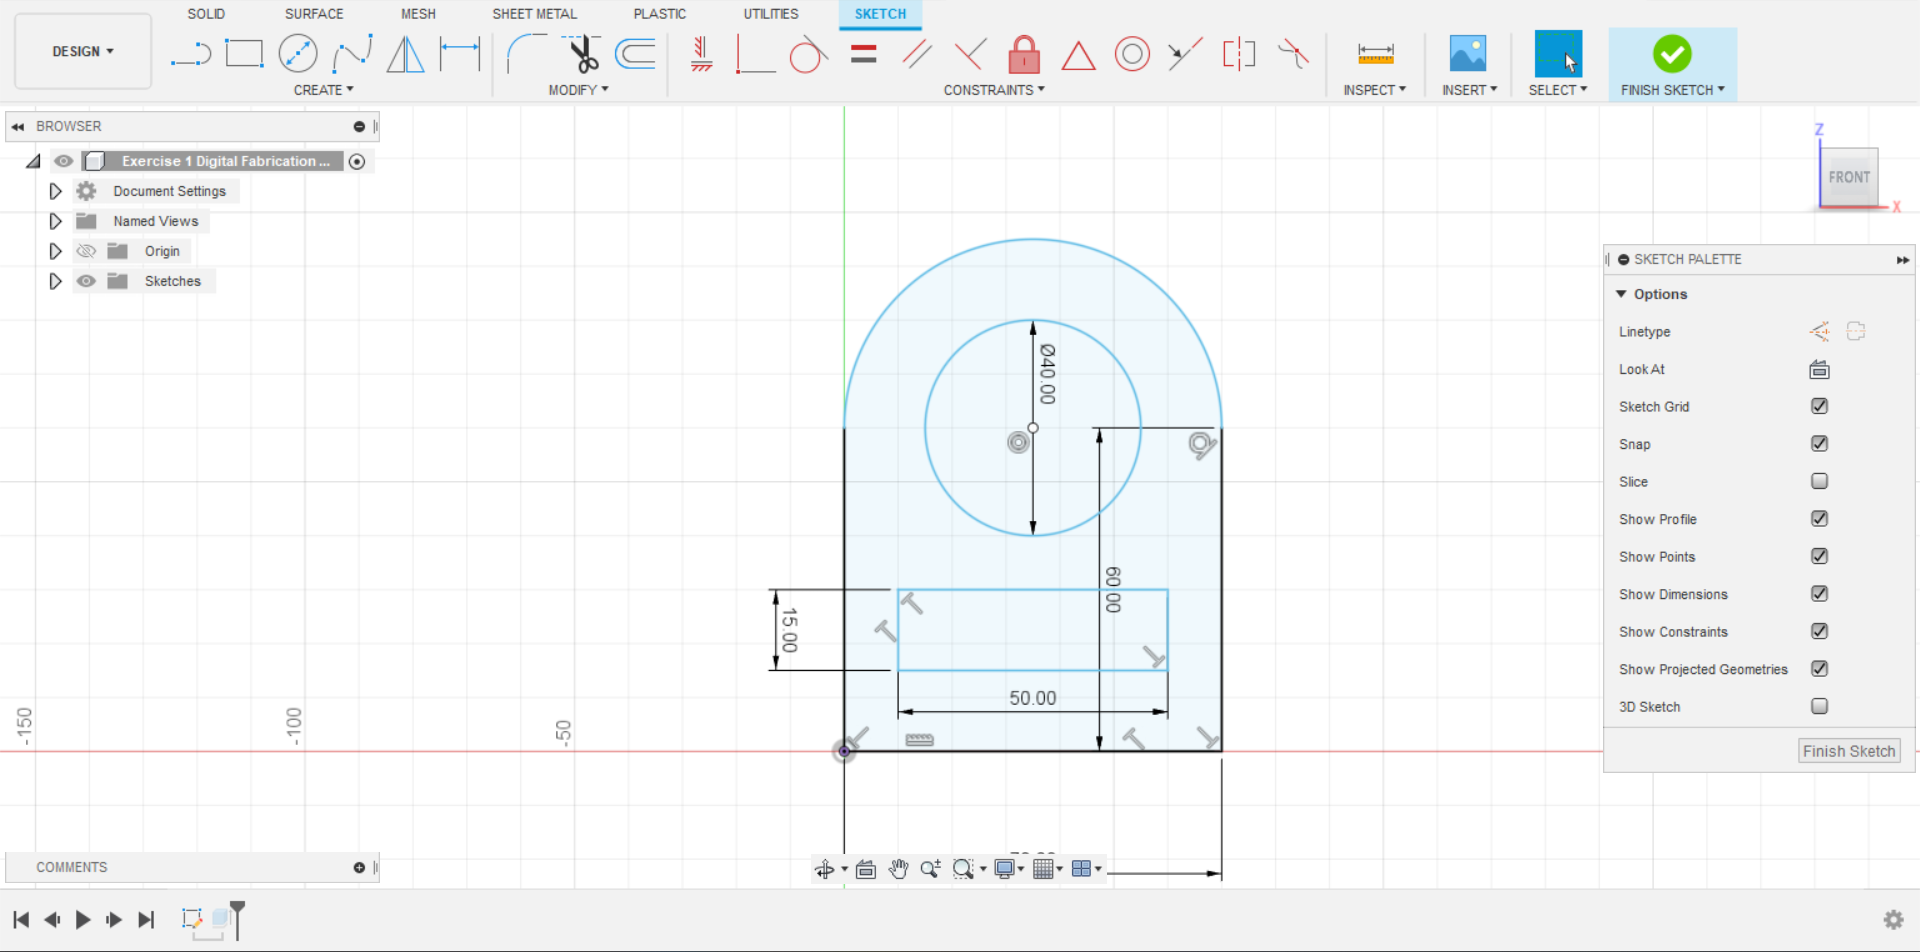 SOLID SURFACE MESH SHEET METAL PLASTIC UTILITIES SKETCH
DESIGN
CREATE MODIFY CONSTRAINTS INSPECT INSERT SELECT FINISH SKETCH
BROWSER
Exercise 1 Digital Fabrication ...
Document Settings
Named Views
Origin
Sketches
Z
FRONT
X
SKETCH PALETTE
Options
Linetype
Look At
Sketch Grid
Snap
Slice
Show Profile
Show Points
Show Dimensions
Show Constraints
Show Projected Geometries
3D Sketch
Finish Sketch
Ø40.00
60.00
15.00
50.00
-150
-100
-50
COMMENTS